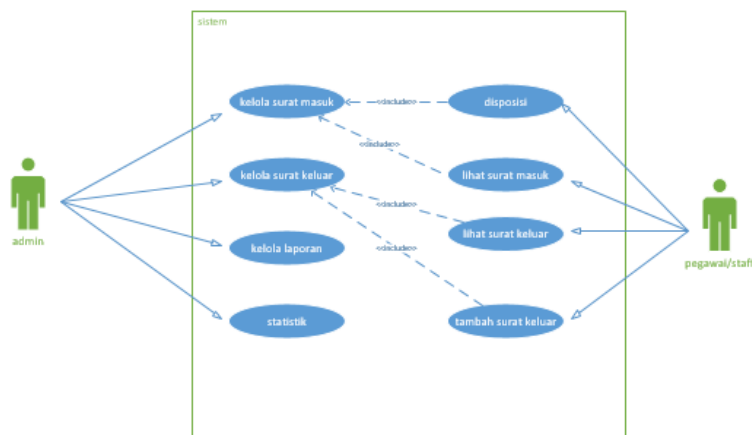 sistem
kelola surat masuk
<<include>>
disposisi
<<include>>
kelola surat keluar
lihat surat masuk
<<include>>
lihat surat keluar
admin
kelola laporan
<<include>>
pegawai/staff
statistik
tambah surat keluar